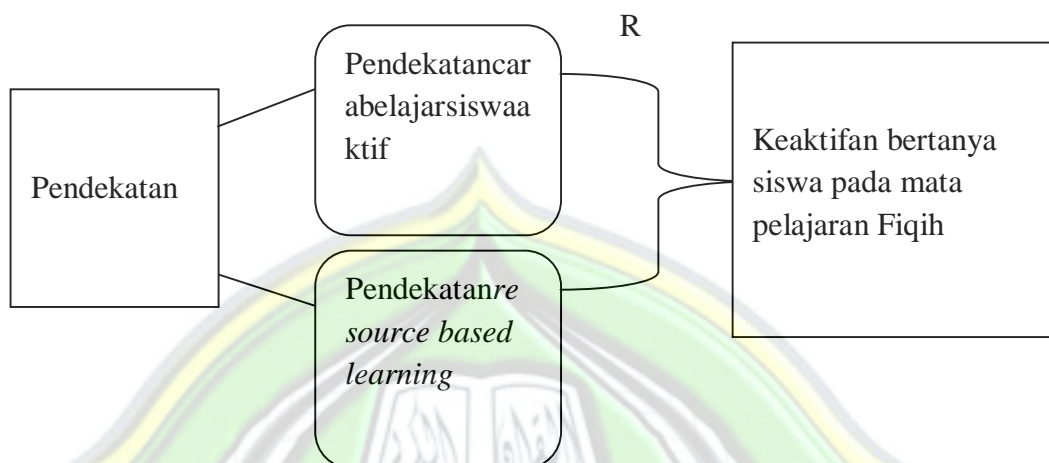 R
Pendekatan
Pendekatancar
abelajarsiswaa
ktif
Pendekatanre
source based
learning
Keaktifan bertanya
siswa pada mata
pelajaran Fiqih